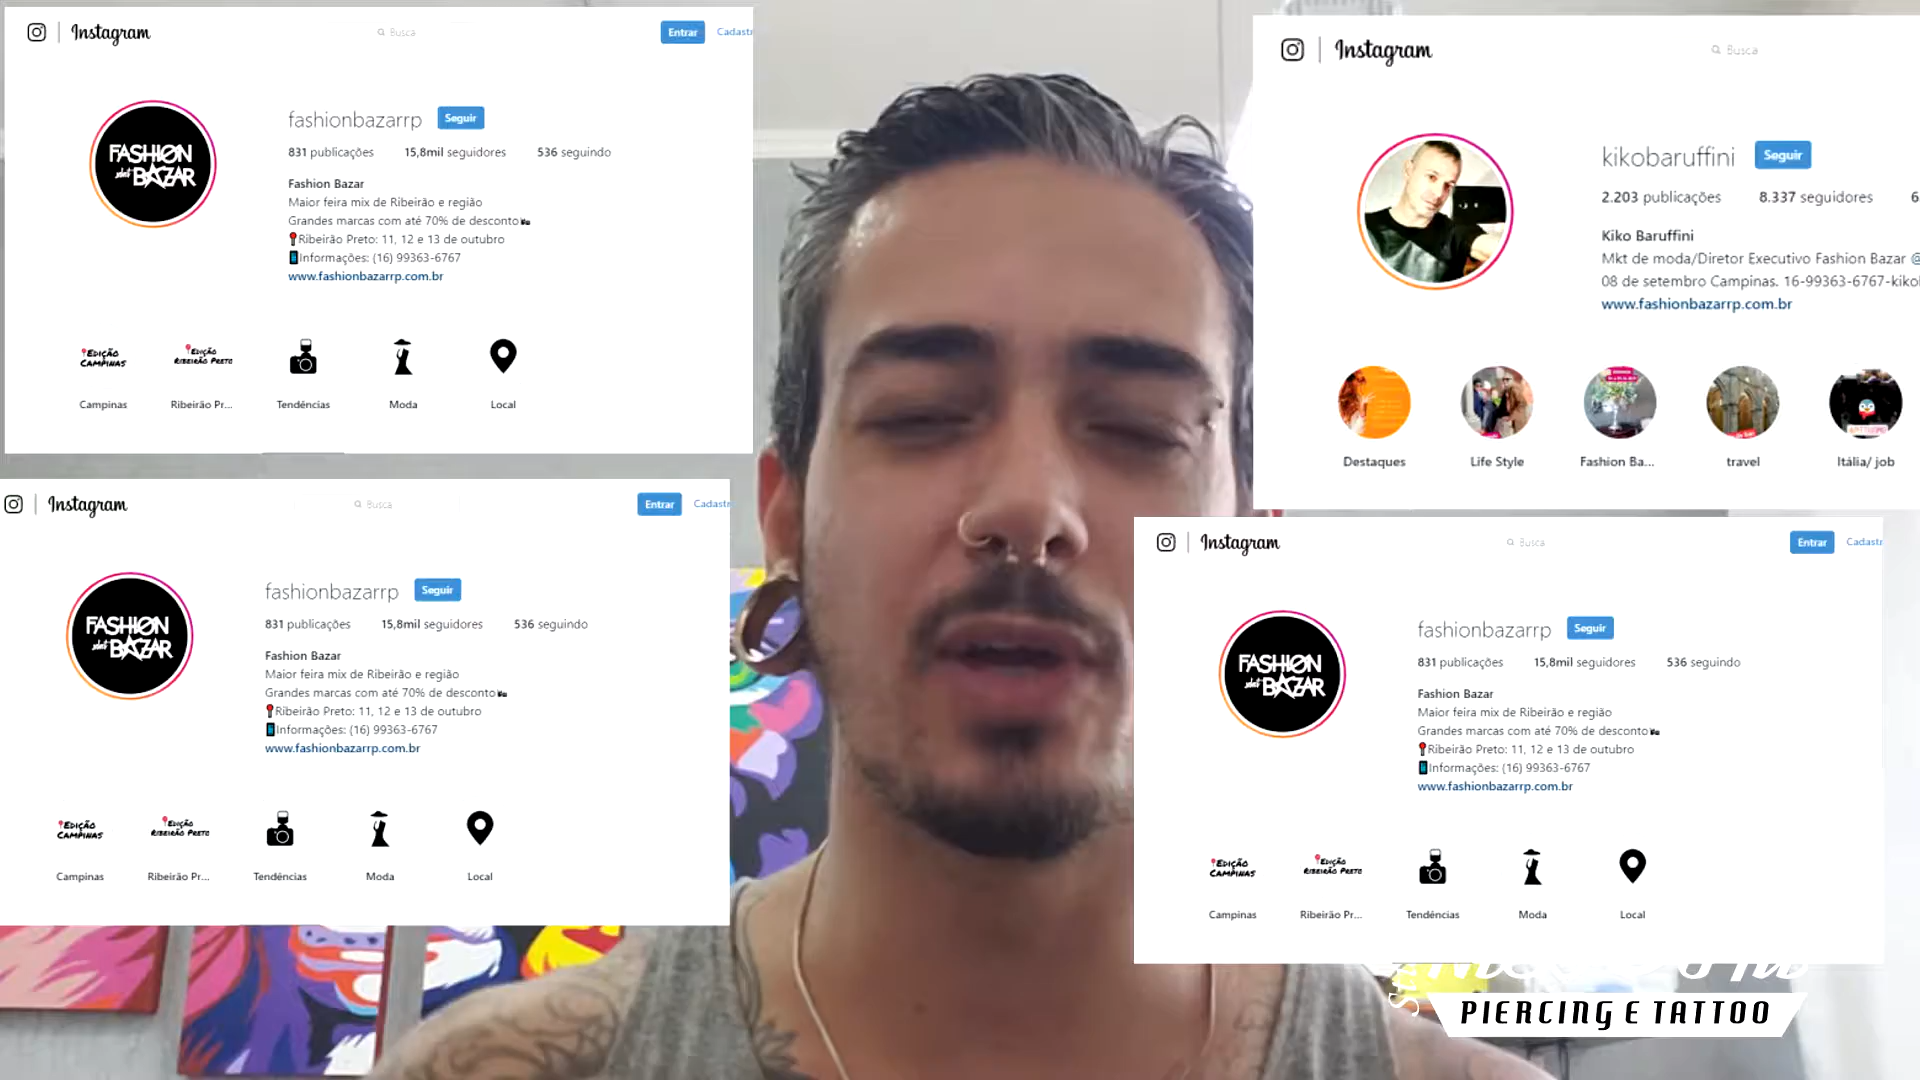 Instagram
Busca
Entrar
Cadastr
FASHION
BAZAR
fashionbazarrp
Seguir
831 publicações
15,8mil seguidores
536 seguindo
Fashion Bazar
Maior feira mix de Ribeirão e região
Grandes marcas com até 70% de desconto
Ribeirão Preto: 11, 12 e 13 de outubro
Informações: (16) 99363-6767
www.fashionbazarrp.com.br
EDIÇÃO
CAMPINAS
EDIÇÃO
RIBEIRÃO PRETO
Campinas
Ribeirão Pr...
Tendências
Moda
Local
Instagram
Busca
kikobaruffini
Seguir
2.203 publicações
8.337 seguidores
6
Kiko Baruffini
Mkt de moda/Diretor Executivo Fashion Bazar @
08 de setembro Campinas. 16-99363-6767-kiko
www.fashionbazarrp.com.br
Destaques
Life Style
Fashion Ba...
travel
Itália/ job
Instagram
Busca
Entrar
Cadastr
FASHION
BAZAR
fashionbazarrp
Seguir
831 publicações
15,8mil seguidores
536 seguindo
Fashion Bazar
Maior feira mix de Ribeirão e região
Grandes marcas com até 70% de desconto
Ribeirão Preto: 11, 12 e 13 de outubro
Informações: (16) 99363-6767
www.fashionbazarrp.com.br
EDIÇÃO
CAMPINAS
EDIÇÃO
RIBEIRÃO PRETO
Campinas
Ribeirão Pr...
Tendências
Moda
Local
Instagram
Busca
Entrar
Cadastr
FASHION
BAZAR
fashionbazarrp
Seguir
831 publicações
15,8mil seguidores
536 seguindo
Fashion Bazar
Maior feira mix de Ribeirão e região
Grandes marcas com até 70% de desconto
Ribeirão Preto: 11, 12 e 13 de outubro
Informações: (16) 99363-6767
www.fashionbazarrp.com.br
EDIÇÃO
CAMPINAS
EDIÇÃO
RIBEIRÃO PRETO
Campinas
Ribeirão Pr...
Tendências
Moda
Local
PIERCING E TATTOO